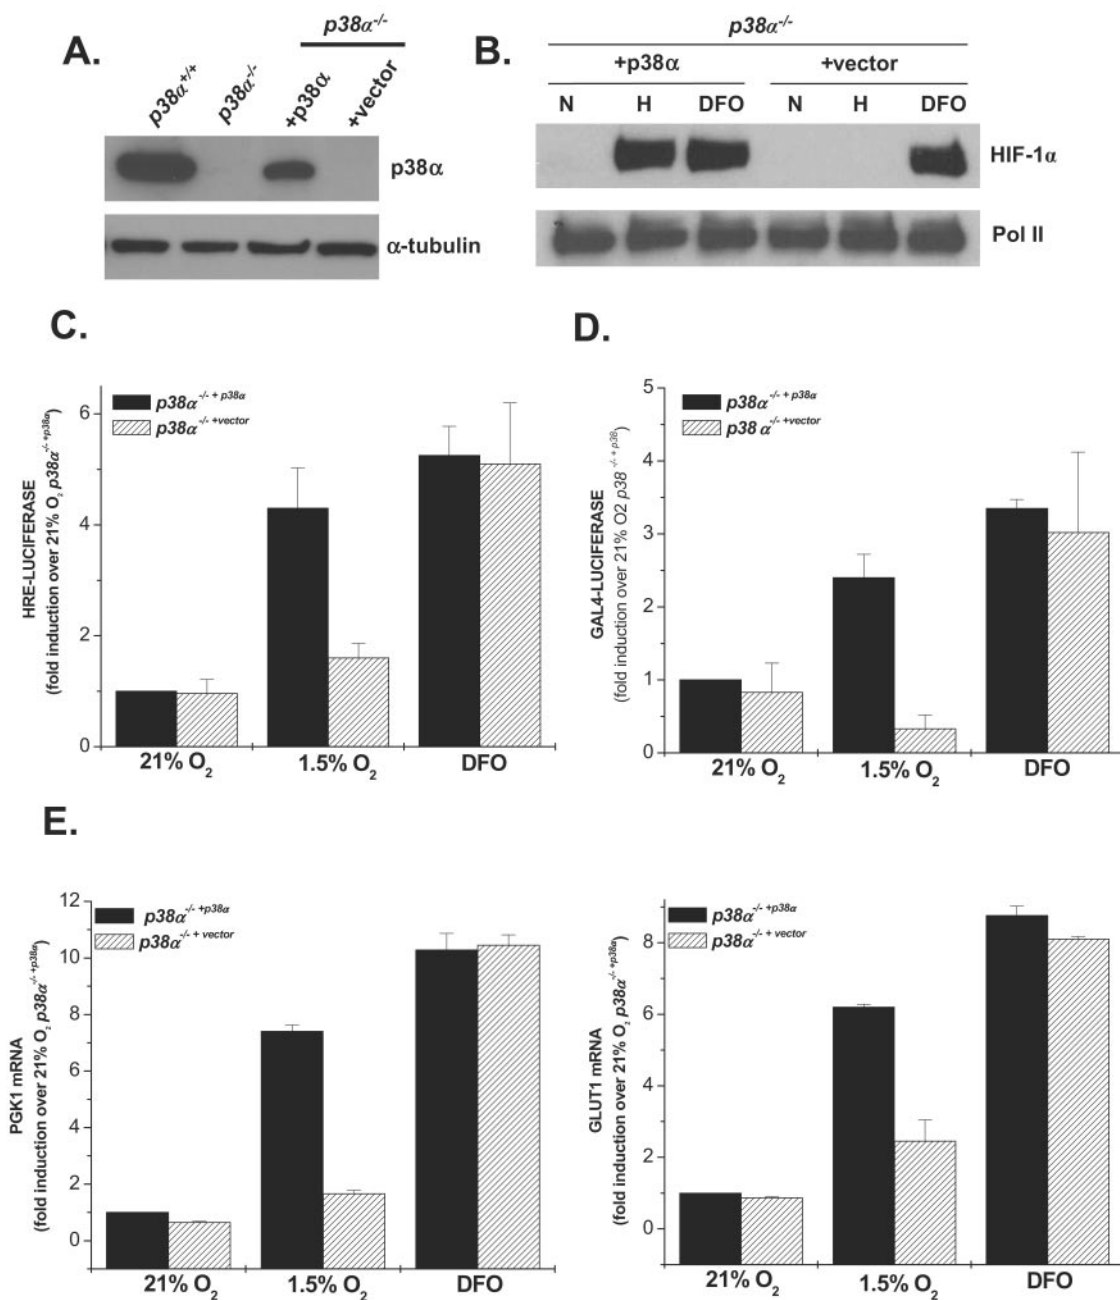 A.
p38α-/-
p38α+/+
p38α-/-
+p38α
+vector
p38α
α-tubulin
B.
p38α-/-
+p38α
+vector
N H DFO N H DFO
HIF-1α
Pol II
C.
p38α-/- + p38α
p38α-/- +vector
HRE-LUCIFERASE
(fold induction over 21% O2 p38α-/- +p38α)
6
4
2
1
0
21% O2
1.5% O2
DFO
D.
p38α-/- + p38α
p38 α-/- +vector
GAL4-LUCIFERASE
(fold induction over 21% O2 p38-/- + p38)
5
4
3
2
1
0
21% O2
1.5% O2
DFO
E.
p38α-/- +p38α
p38α-/- + vector
PGK1 mRNA
(fold induction over 21% O2 p38α-/- +p38α)
12
10
8
6
4
2
0
21% O2
1.5% O2
DFO
p38α-/- +p38α
p38α-/- + vector
GLUT1 mRNA
(fold induction over 21% O2 p38α-/- +p38α)
8
6
4
2
0
21% O2
1.5% O2
DFO